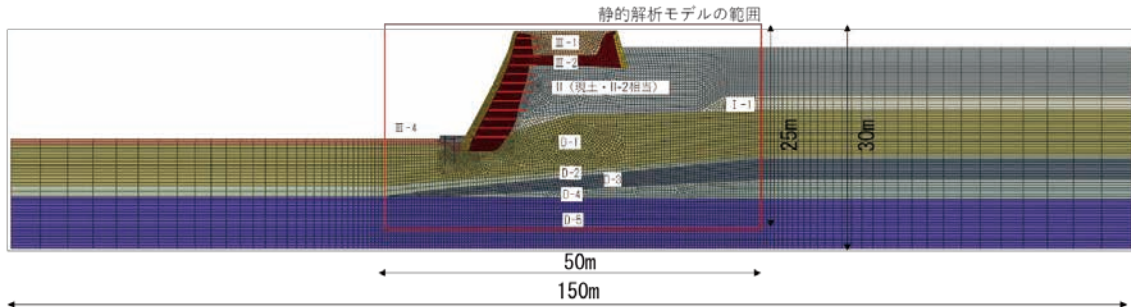 静的解析モデルの範囲
Ⅲ-1
Ⅲ-2
Ⅱ（現土・Ⅱ-2相当）
Ⅰ-1
Ⅲ-4
D-1
D-2
D-3
D-4
D-5
25m
30m
50m
150m